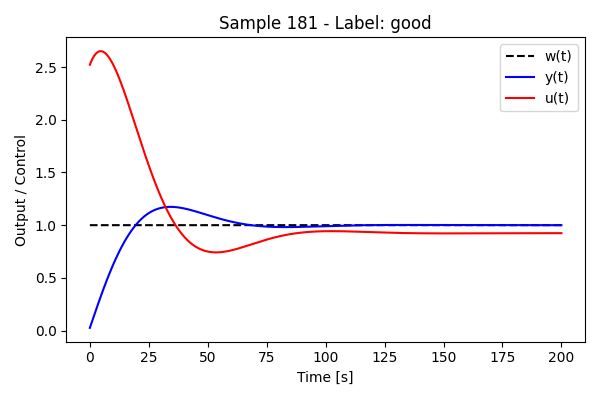 Sample 181 - Label: good
w(t)
y(t)
u(t)
Output / Control
2.5
2.0
1.5
1.0
0.5
0.0
0 25 50 75 100 125 150 175 200
Time [s]